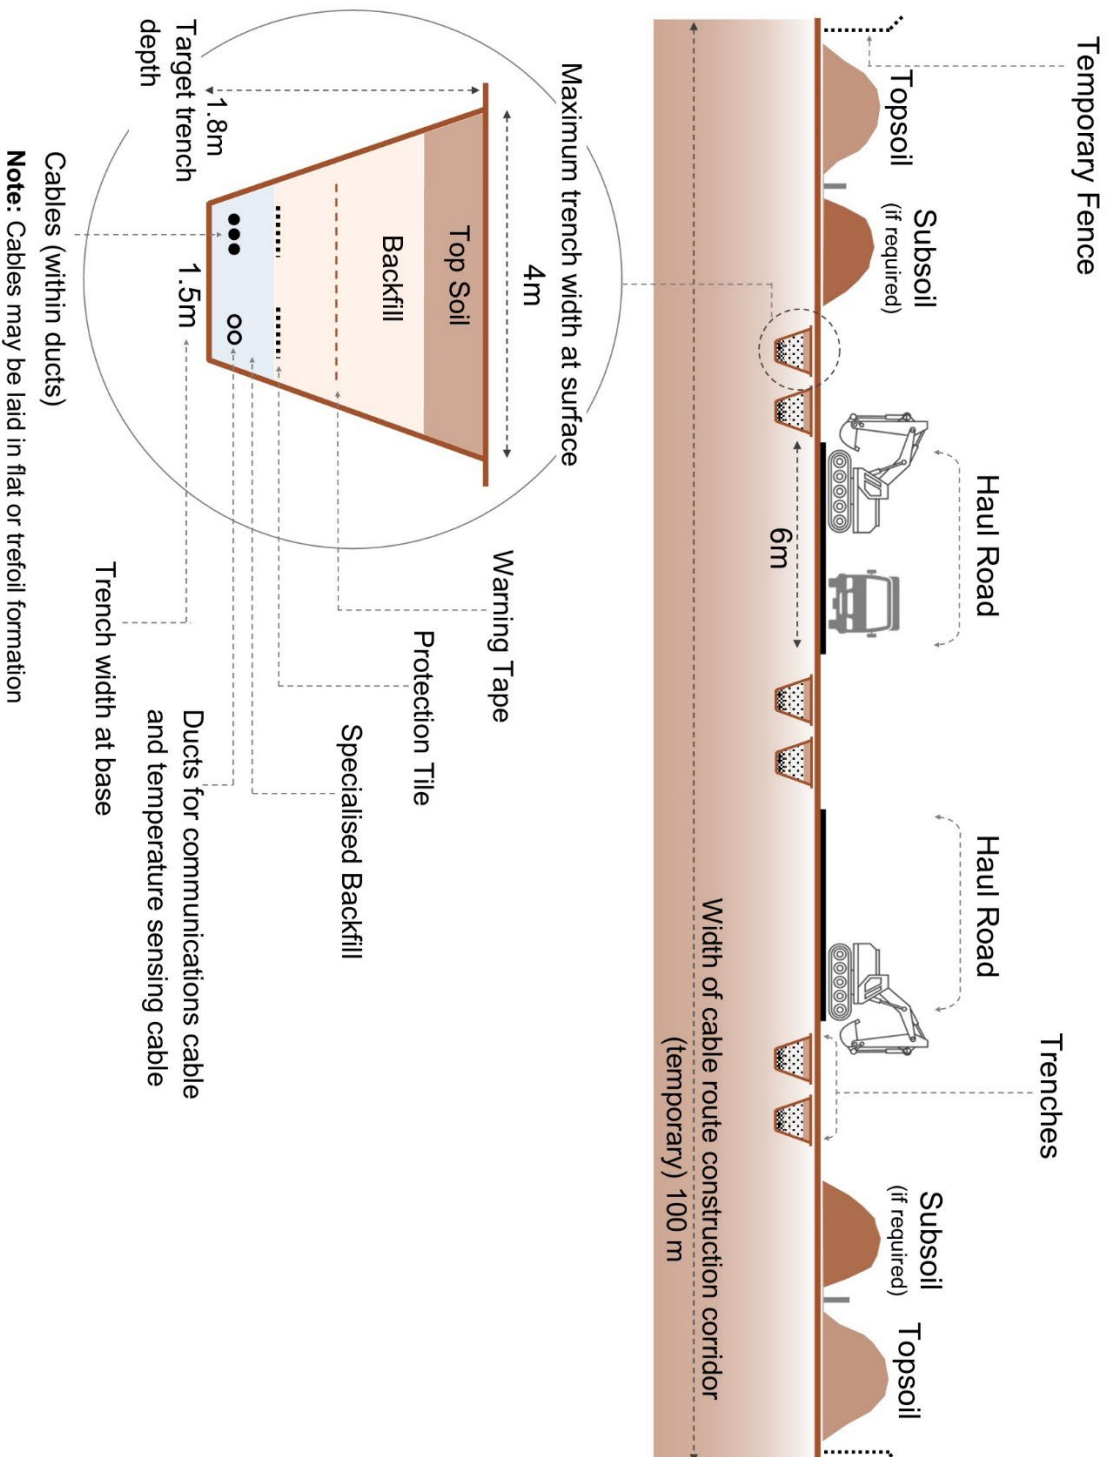 Temporary Fence
Topsoil
Subsoil
(if required)
Haul Road
Haul Road
Trenches
Subsoil
(if required)
Topsoil
6m
Width of cable route construction corridor
(temporary) 100 m
Maximum trench width at surface
4m
Top Soil
Backfill
1.8m
Target trench
depth
1.5m
Warning Tape
Protection Tile
Specialised Backfill
Ducts for communications cable
and temperature sensing cable
Trench width at base
Cables (within ducts)
Note: Cables may be laid in flat or trefoil formation